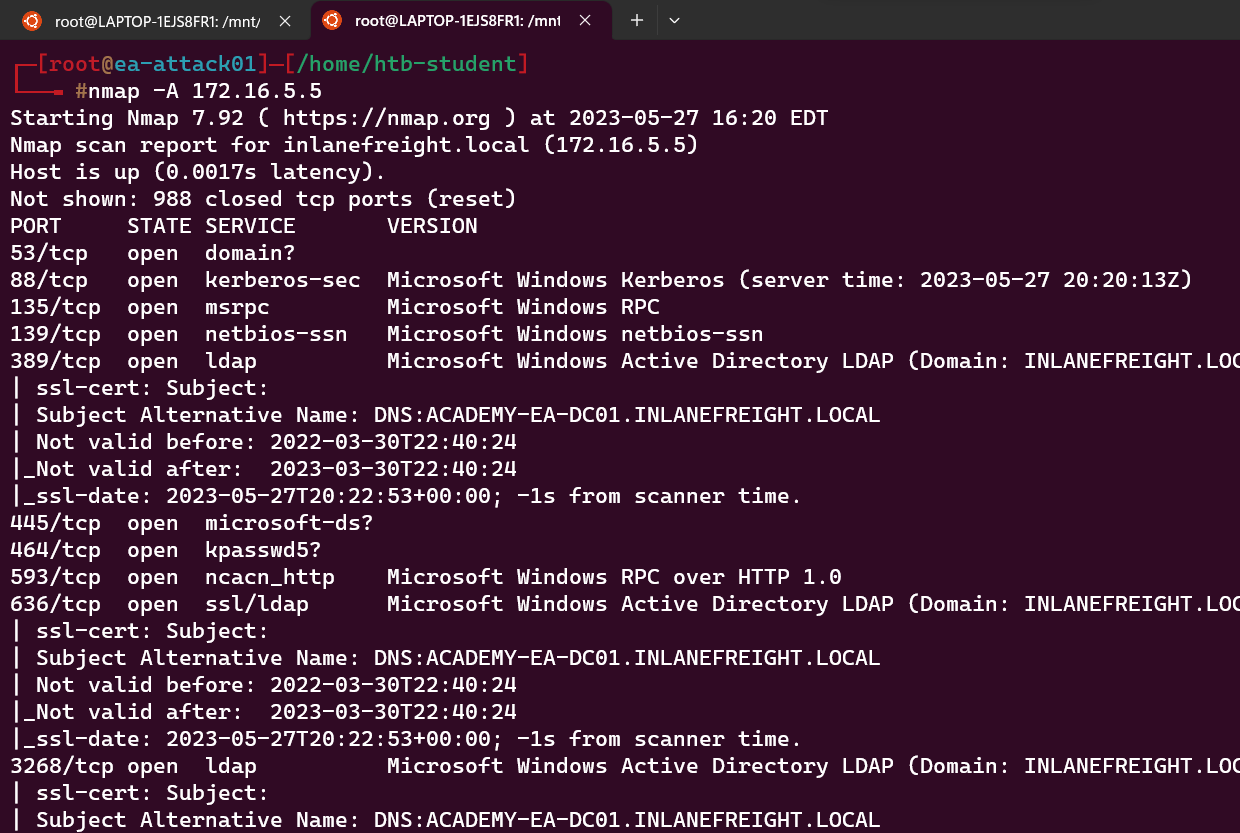 root@LAPTOP-1EJS8FR1: /mnt/
root@LAPTOP-1EJS8FR1: /mnt
[root@ea-attack01]─[/home/htb-student]
#nmap -A 172.16.5.5
Starting Nmap 7.92 ( https://nmap.org ) at 2023-05-27 16:20 EDT
Nmap scan report for inlanefreight.local (172.16.5.5)
Host is up (0.0017s latency).
Not shown: 988 closed tcp ports (reset)
PORT     STATE SERVICE       VERSION
53/tcp   open  domain?
88/tcp   open  kerberos-sec  Microsoft Windows Kerberos (server time: 2023-05-27 20:20:13Z)
135/tcp  open  msrpc         Microsoft Windows RPC
139/tcp  open  netbios-ssn   Microsoft Windows netbios-ssn
389/tcp  open  ldap          Microsoft Windows Active Directory LDAP (Domain: INLANEFREIGHT.LOC
| ssl-cert: Subject:
| Subject Alternative Name: DNS:ACADEMY-EA-DC01.INLANEFREIGHT.LOCAL
| Not valid before: 2022-03-30T22:40:24
|_Not valid after:  2023-03-30T22:40:24
|_ssl-date: 2023-05-27T20:22:53+00:00; -1s from scanner time.
445/tcp  open  microsoft-ds?
464/tcp  open  kpasswd5?
593/tcp  open  ncacn_http    Microsoft Windows RPC over HTTP 1.0
636/tcp  open  ssl/ldap      Microsoft Windows Active Directory LDAP (Domain: INLANEFREIGHT.LOC
| ssl-cert: Subject:
| Subject Alternative Name: DNS:ACADEMY-EA-DC01.INLANEFREIGHT.LOCAL
| Not valid before: 2022-03-30T22:40:24
|_Not valid after:  2023-03-30T22:40:24
|_ssl-date: 2023-05-27T20:22:53+00:00; -1s from scanner time.
3268/tcp open  ldap          Microsoft Windows Active Directory LDAP (Domain: INLANEFREIGHT.LOC
| ssl-cert: Subject:
| Subject Alternative Name: DNS:ACADEMY-EA-DC01.INLANEFREIGHT.LOCAL